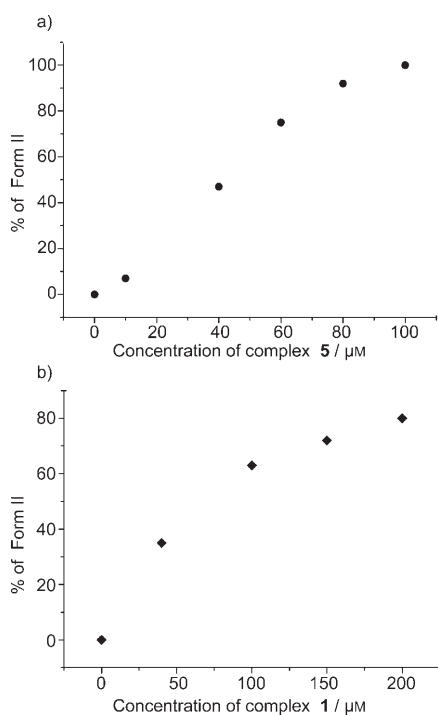 a)
% of Form II
100
80
60
40
20
0
0 20 40 60 80 100
Concentration of complex 5 / µM
b)
% of Form II
80
60
40
20
0
0 50 100 150 200
Concentration of complex 1 / µM